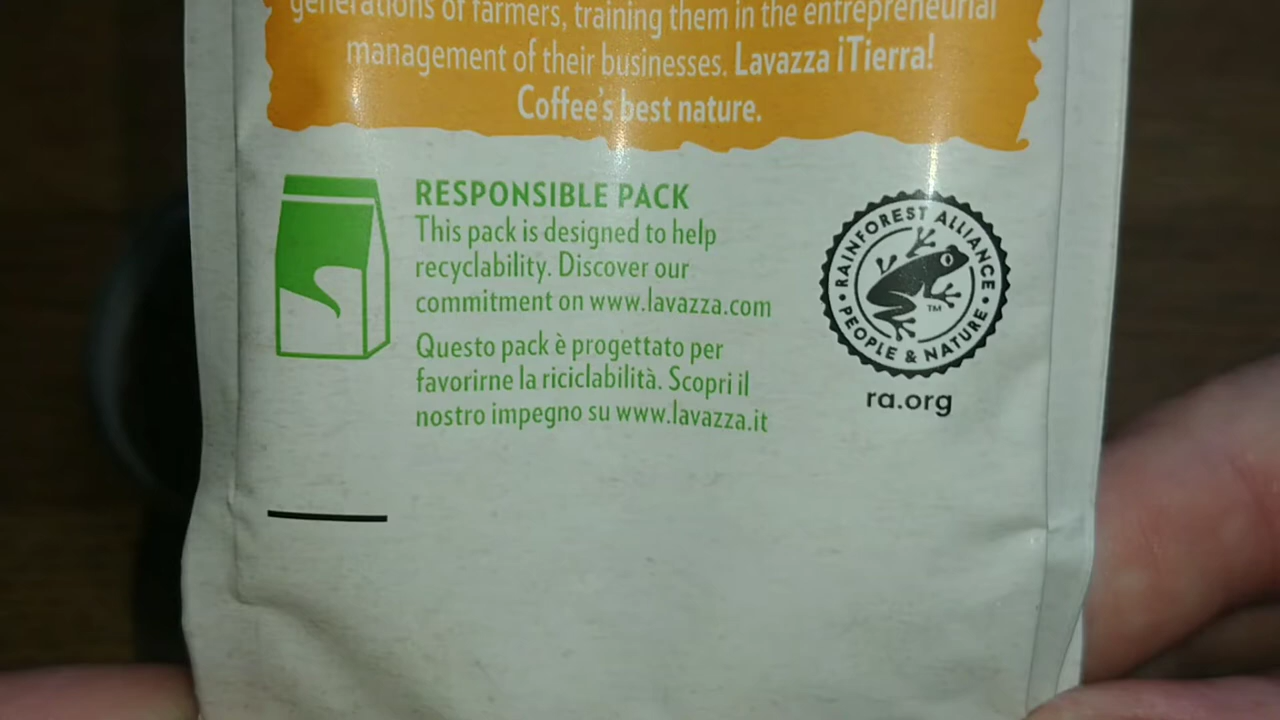 generations of farmers, training them in the entrepreneurial
management of their businesses. Lavazza ¡Tierra!
Coffee's best nature.
RESPONSIBLE PACK
This pack is designed to help
recyclability. Discover our
commitment on www.lavazza.com
Questo pack è progettato per
favorirne la riciclabilità. Scopri il
nostro impegno su www.lavazza.it
RAINFOREST ALLIANCE
• PEOPLE & NATURE •
TM
ra.org